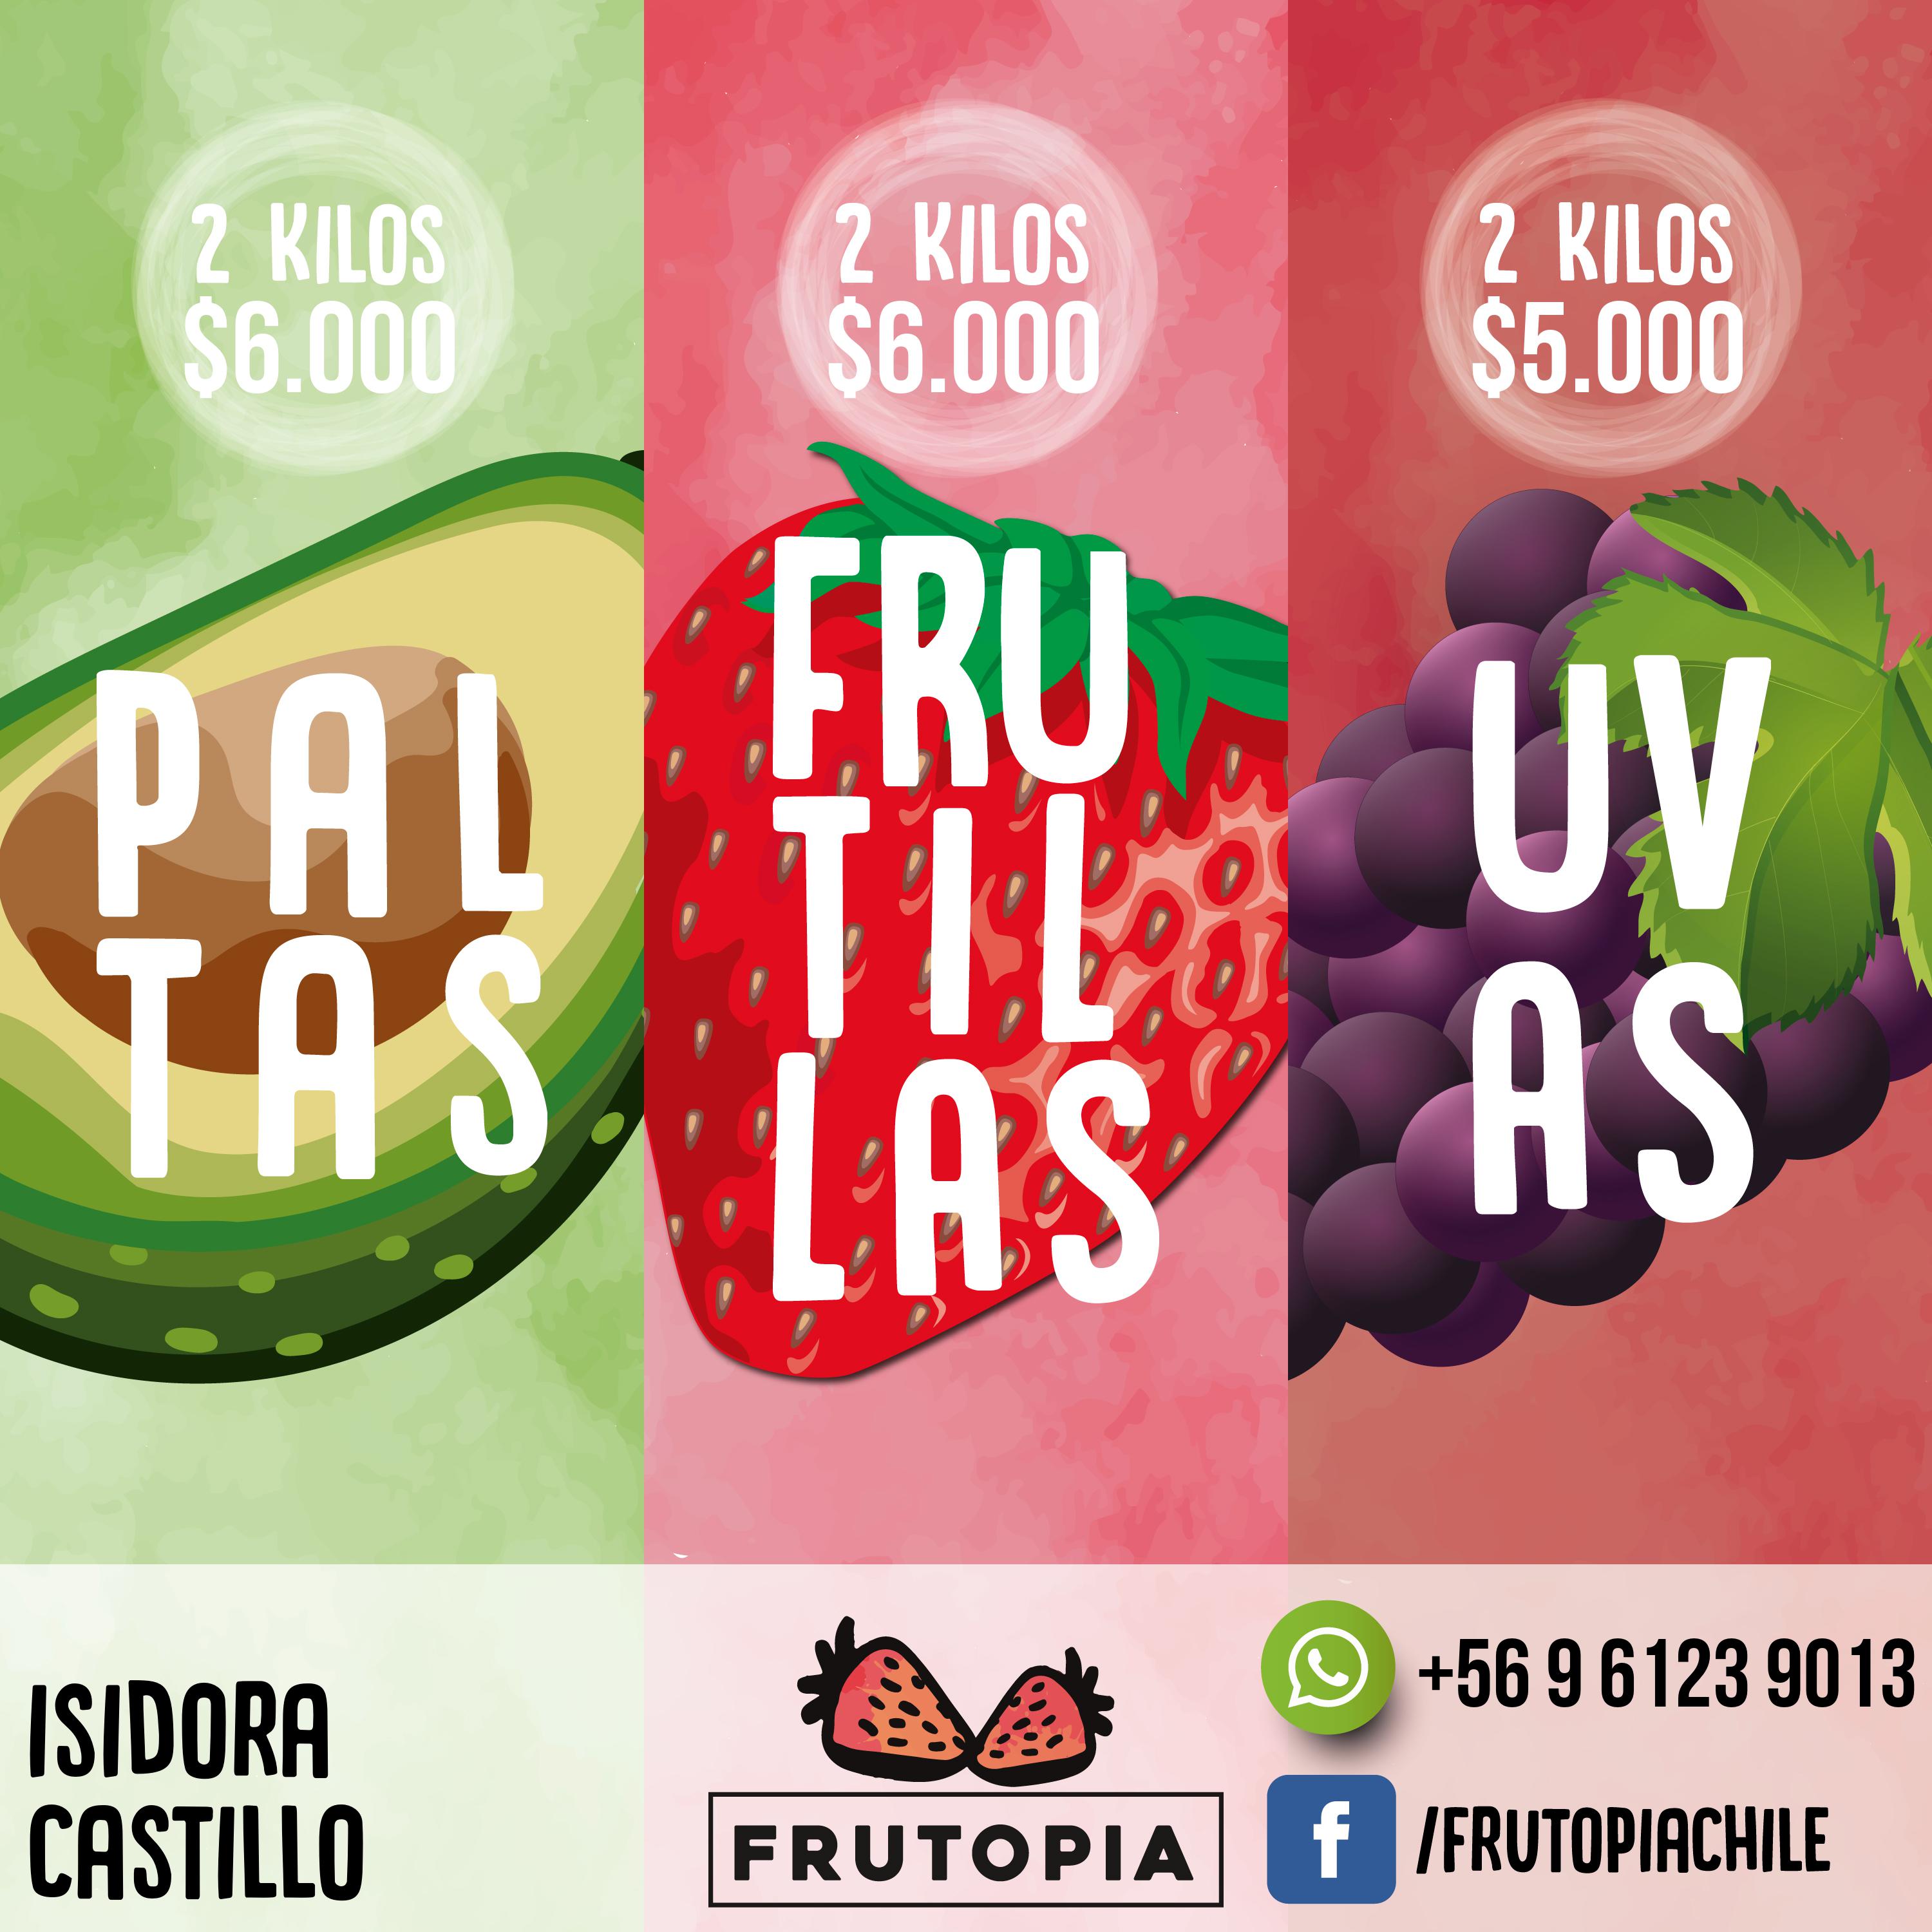 2 KILOS
$6.000
PAL
TAS
2 KILOS
$6.000
FRU
TIL
LAS
2 KILOS
$5.000
UV
AS
ISIDORA
CASTILLO
FRUTOPIA
+56 9 6123 9013
f
/FRUTOPIACHILE